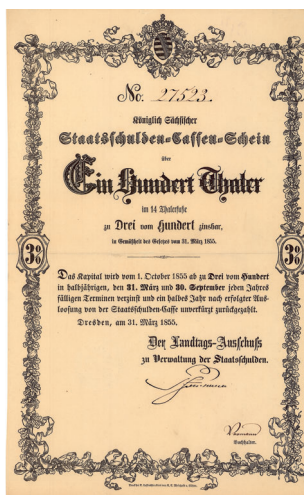 No. 27523.
Königlich Sächsischer
Staatsschulden-Cassen-Schein
über
Ein Hundert Thaler
im 14 Thalerfuße
zu Drei vom Hundert zinsbar,
in Gemäßheit des Gesetzes vom 31. März 1855.
3% 3%
Das Kapital wird vom 1. October 1855 ab zu Drei vom Hundert
in halbjährigen, den 31. März und 30. September jeden Jahres
fälligen Terminen verzinst und ein halbes Jahr nach erfolgter Aus-
loosung von der Staatsschulden-Casse unverkürzt zurückgezahlt.
Dresden, am 31. März 1855.
Der Landtags-Ausschuß
zu Verwaltung der Staatsschulden.
Buchhalter.